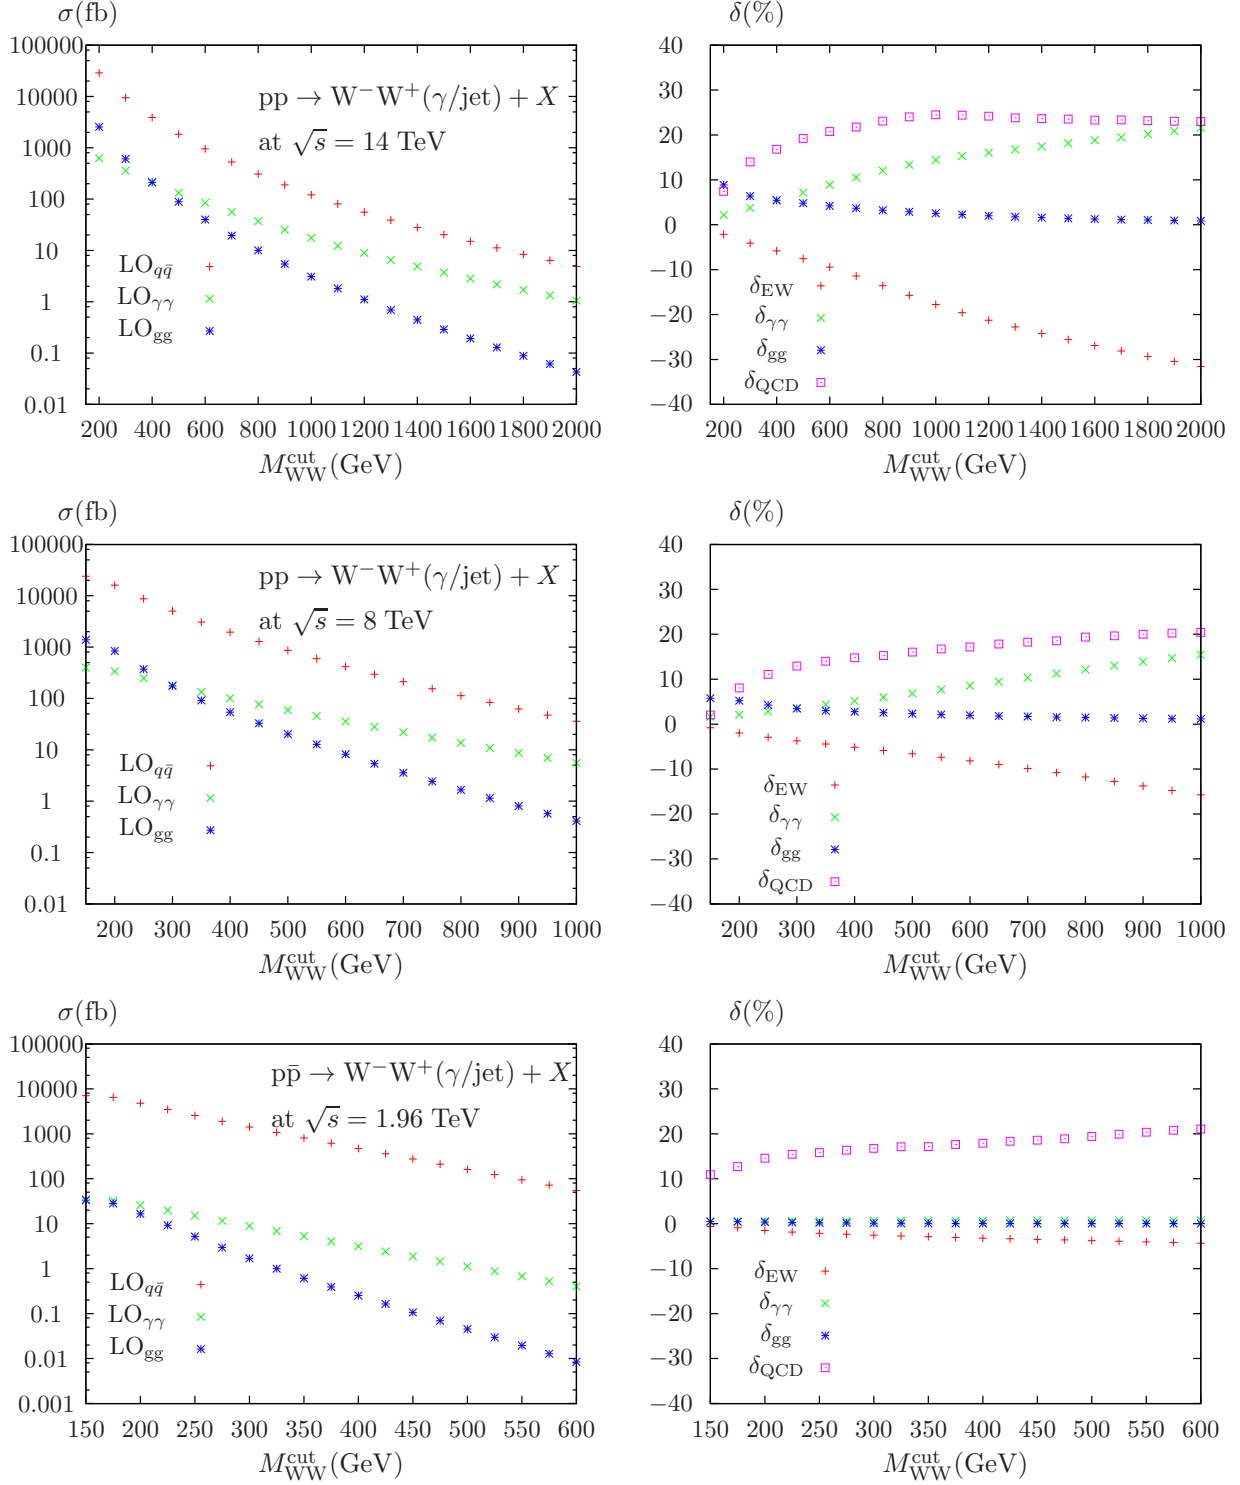 σ(fb)
100000
10000
1000
100
10
1
0.1
0.01
pp → W⁻W⁺(γ/jet) + X
at √s = 14 TeV
LO_qq̄
LO_γγ
LO_gg
200 400 600 800 1000 1200 1400 1600 1800 2000
M_WW^cut(GeV)
δ(%)
40
30
20
10
0
−10
−20
−30
−40
δ_EW
δ_γγ
δ_gg
δ_QCD
200 400 600 800 1000 1200 1400 1600 1800 2000
M_WW^cut(GeV)
σ(fb)
100000
10000
1000
100
10
1
0.1
0.01
pp → W⁻W⁺(γ/jet) + X
at √s = 8 TeV
LO_qq̄
LO_γγ
LO_gg
200 300 400 500 600 700 800 900 1000
M_WW^cut(GeV)
δ(%)
40
30
20
10
0
−10
−20
−30
−40
δ_EW
δ_γγ
δ_gg
δ_QCD
200 300 400 500 600 700 800 900 1000
M_WW^cut(GeV)
σ(fb)
100000
10000
1000
100
10
1
0.1
0.01
0.001
pp̄ → W⁻W⁺(γ/jet) + X
at √s = 1.96 TeV
LO_qq̄
LO_γγ
LO_gg
150 200 250 300 350 400 450 500 550 600
M_WW^cut(GeV)
δ(%)
40
30
20
10
0
−10
−20
−30
−40
δ_EW
δ_γγ
δ_gg
δ_QCD
150 200 250 300 350 400 450 500 550 600
M_WW^cut(GeV)